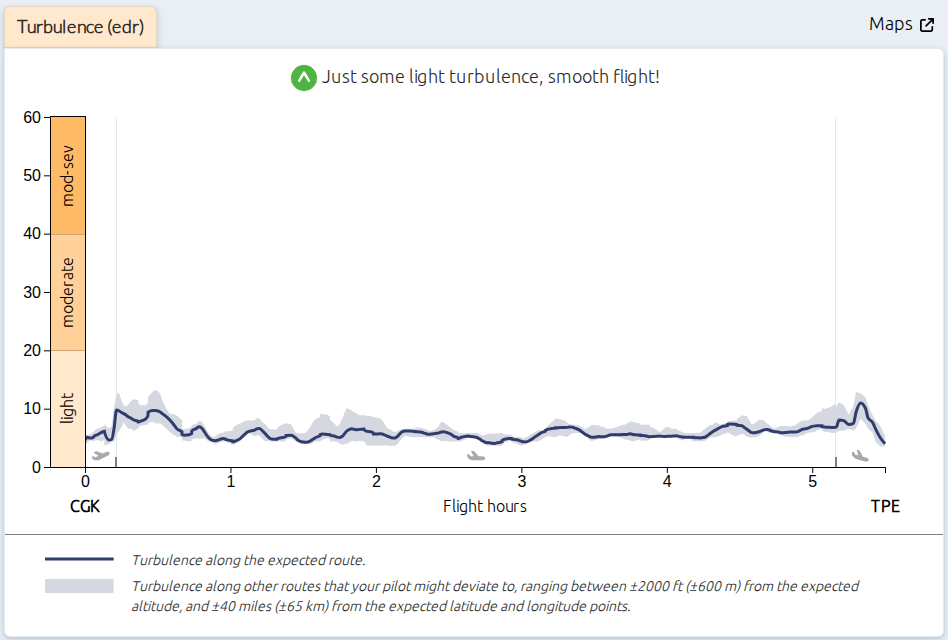 Turbulence (edr)
Maps
Just some light turbulence, smooth flight!
60
50
40
30
20
10
0
mod-sev
moderate
light
0 1 2 3 4 5
CGK Flight hours TPE
Turbulence along the expected route.
Turbulence along other routes that your pilot might deviate to, ranging between ±2000 ft (±600 m) from the expected
altitude, and ±40 miles (±65 km) from the expected latitude and longitude points.